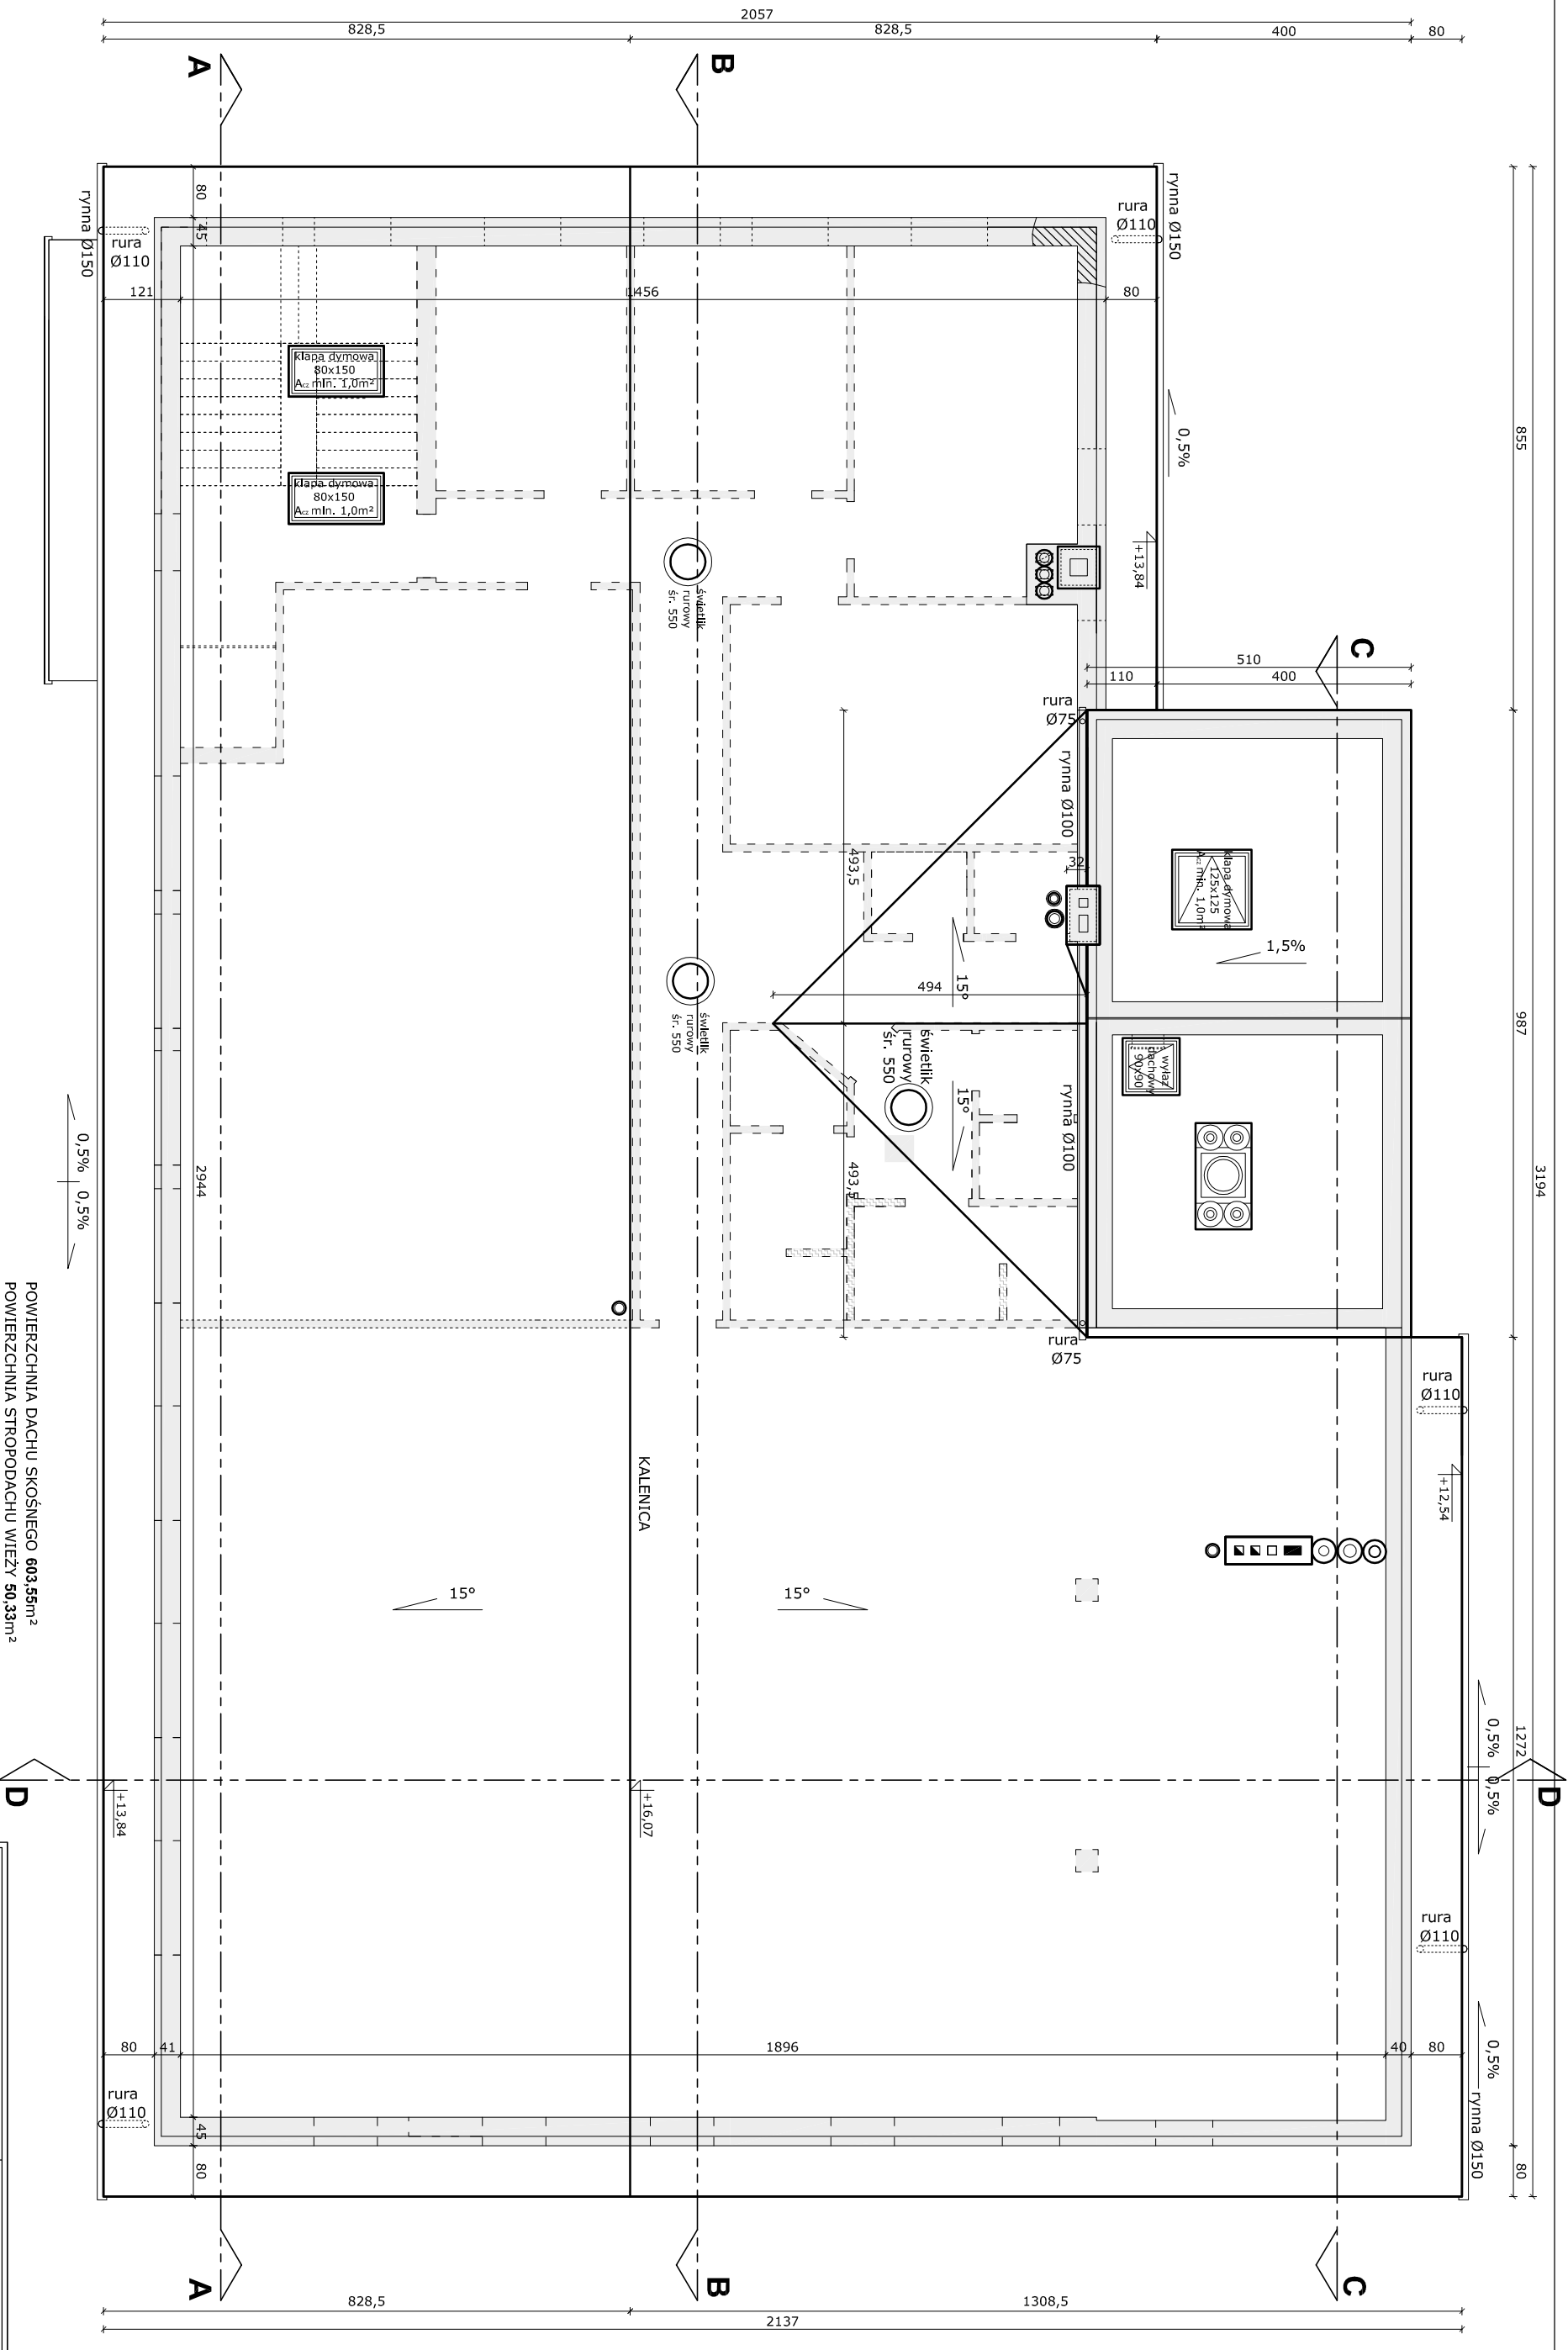 2057
828,5
828,5
400
80
A
B
rynna Ø150
rura
Ø110
rura
Ø110
rynna Ø150
80
45
121
1456
80
855
3194
klapa dymowa
80x150
Acz min. 1,0m²
klapa dymowa
80x150
Acz min. 1,0m²
0,5%
+13,84
świetlik
rurowy
śr. 550
C
510
110
400
rura
Ø75
rynna Ø100
493,5
32
klapa dymowa
125x125
Acz min. 1,0m²
1,5%
15°
494
987
świetlik
rurowy
śr. 550
świetlik
rurowy
śr. 550
wyłaz
dachowy
90x90
15°
rynna Ø100
493,5
0,5%
0,5%
2944
rura
Ø75
rura
Ø110
KALENICA
+12,54
15°
15°
POWIERZCHNIA DACHU SKOŚNEGO 603,55m²
POWIERZCHNIA STROPODACHU WIEŻY 50,33m²
0,5%
0,5%
1272
D
D
+13,84
+16,07
rura
Ø110
80
41
1896
40
80
0,5%
rynna Ø150
rura
Ø110
45
80
80
A
B
C
828,5
1308,5
2137